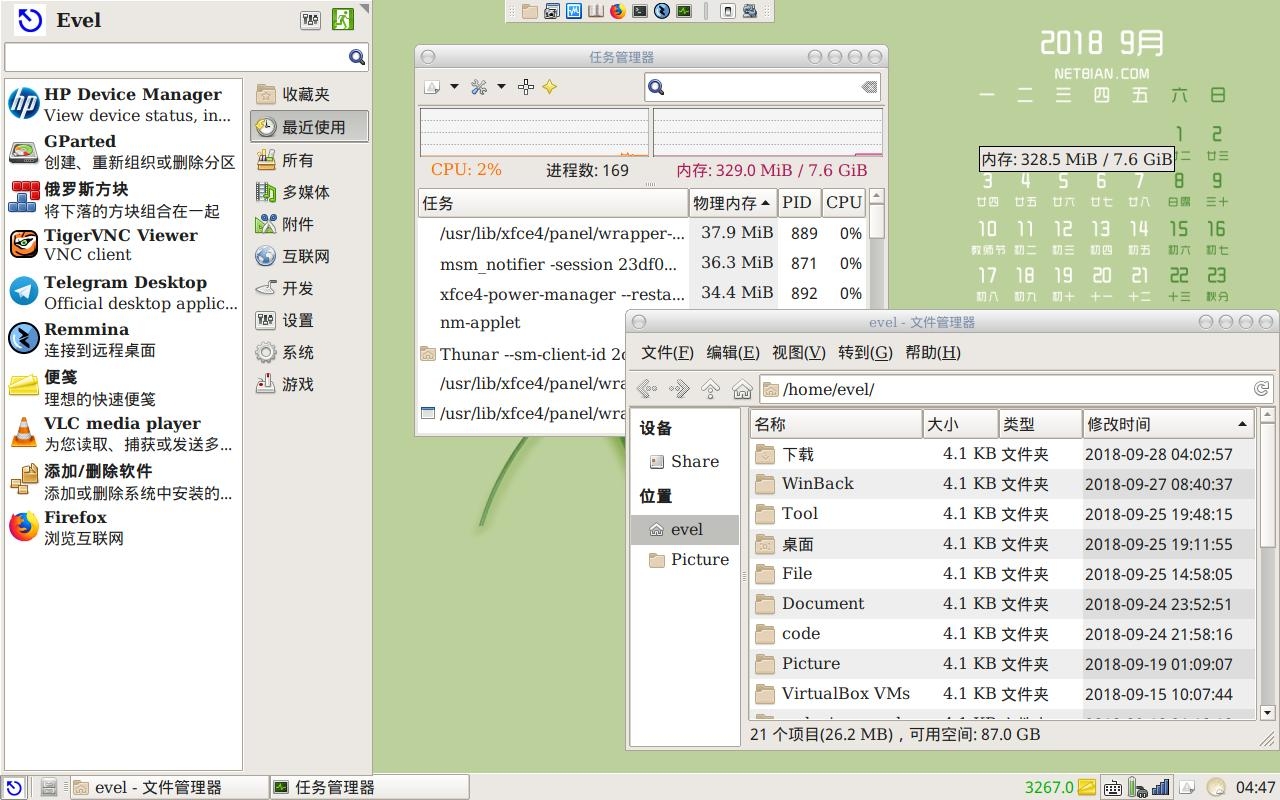 Evel
HP Device Manager
View device status, in...
GParted
创建、重新组织或删除分区
俄罗斯方块
将下落的方块组合在一起
TigerVNC Viewer
VNC client
Telegram Desktop
Official desktop applic...
Remmina
连接到远程桌面
便笺
理想的快速便笺
VLC media player
为您读取、捕获或发送多...
添加/删除软件
添加或删除系统中安装的...
Firefox
浏览互联网
收藏夹
最近使用
所有
多媒体
附件
互联网
开发
设置
系统
游戏
任务管理器
CPU: 2% 进程数: 169 内存: 329.0 MiB / 7.6 GiB
任务 物理内存 PID CPU
/usr/lib/xfce4/panel/wrapper-... 37.9 MiB 889 0%
msm_notifier -session 23df0... 36.3 MiB 871 0%
xfce4-power-manager --resta... 34.4 MiB 892 0%
nm-applet
Thunar --sm-client-id 2
/usr/lib/xfce4/panel/wra
/usr/lib/xfce4/panel/wra
2018 9月
NETBIAN.COM
一 二 三 四 五 六 日
1 2
内存: 328.5 MiB / 7.6 GiB
二 廿三
3 4 5 6 7 8 9
廿四 廿五 廿六 廿七 廿八 白露 三十
10 11 12 13 14 15 16
教师节 初二 初三 初四 初五 初六 初七
17 18 19 20 21 22 23
初八 初九 初十 十一 十二 十三 秋分
evel - 文件管理器
文件(F) 编辑(E) 视图(V) 转到(G) 帮助(H)
/home/evel/
设备
Share
位置
evel
Picture
名称 大小 类型 修改时间
下载 4.1 KB 文件夹 2018-09-28 04:02:57
WinBack 4.1 KB 文件夹 2018-09-27 08:40:37
Tool 4.1 KB 文件夹 2018-09-25 19:48:15
桌面 4.1 KB 文件夹 2018-09-25 19:11:55
File 4.1 KB 文件夹 2018-09-25 14:58:05
Document 4.1 KB 文件夹 2018-09-24 23:52:51
code 4.1 KB 文件夹 2018-09-24 21:58:16
Picture 4.1 KB 文件夹 2018-09-19 01:09:07
VirtualBox VMs 4.1 KB 文件夹 2018-09-15 10:07:44
21 个项目(26.2 MB)，可用空间: 87.0 GB
evel - 文件管理器 任务管理器 3267.0 04:47